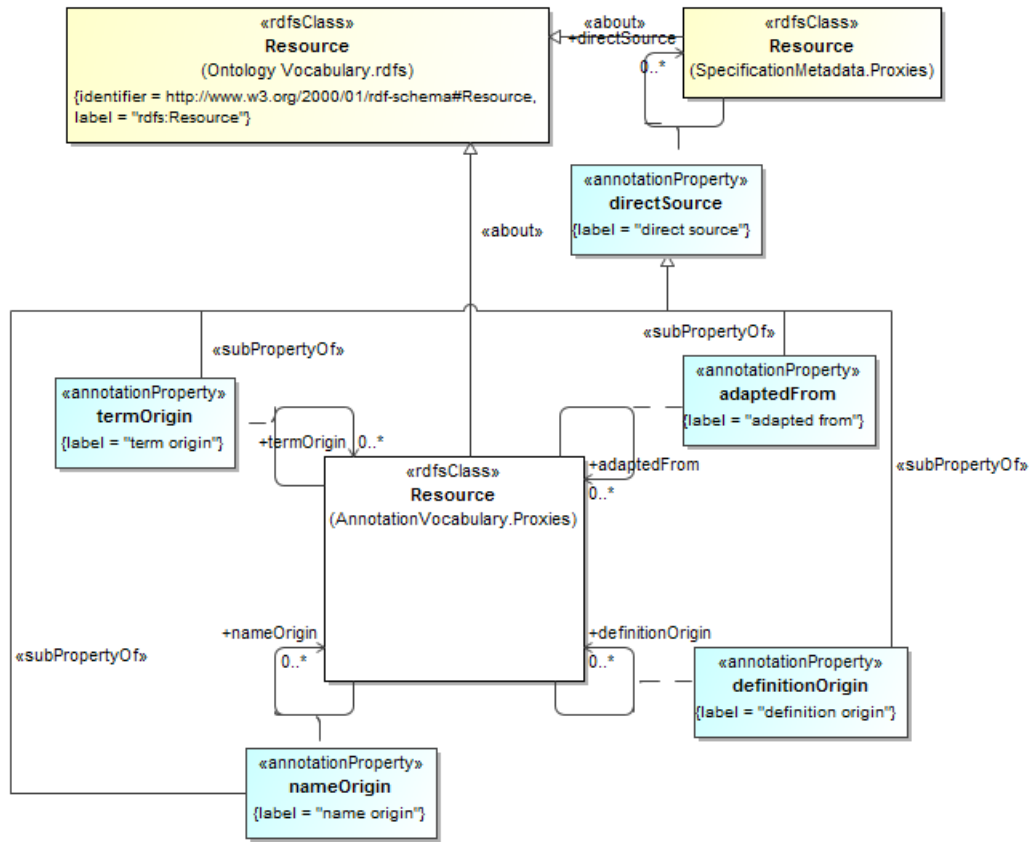 «rdfsClass»
Resource
(Ontology Vocabulary.rdfs)
{identifier = http://www.w3.org/2000/01/rdf-schema#Resource,
label = "rdfs:Resource"}
«about»
+directSource
0..*
«rdfsClass»
Resource
(SpecificationMetadata.Proxies)
«annotationProperty»
directSource
{label = "direct source"}
«about»
«subPropertyOf»
«subPropertyOf»
«annotationProperty»
termOrigin
{label = "term origin"}
«annotationProperty»
adaptedFrom
{label = "adapted from"}
+termOrigin
0..*
«rdfsClass»
Resource
(AnnotationVocabulary.Proxies)
+adaptedFrom
0..*
«subPropertyOf»
+nameOrigin
0..*
+definitionOrigin
0..*
«subPropertyOf»
«annotationProperty»
definitionOrigin
{label = "definition origin"}
«annotationProperty»
nameOrigin
{label = "name origin"}